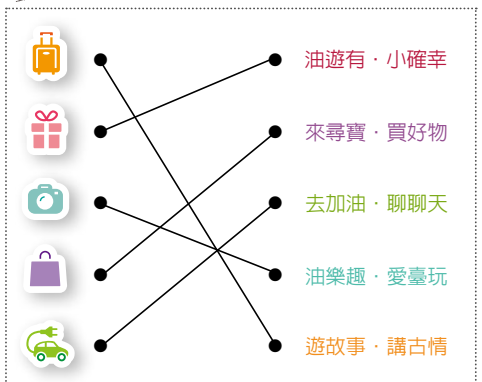 油遊有·小確幸
來尋寶·買好物
去加油·聊聊天
油樂趣·愛臺玩
遊故事·講古情